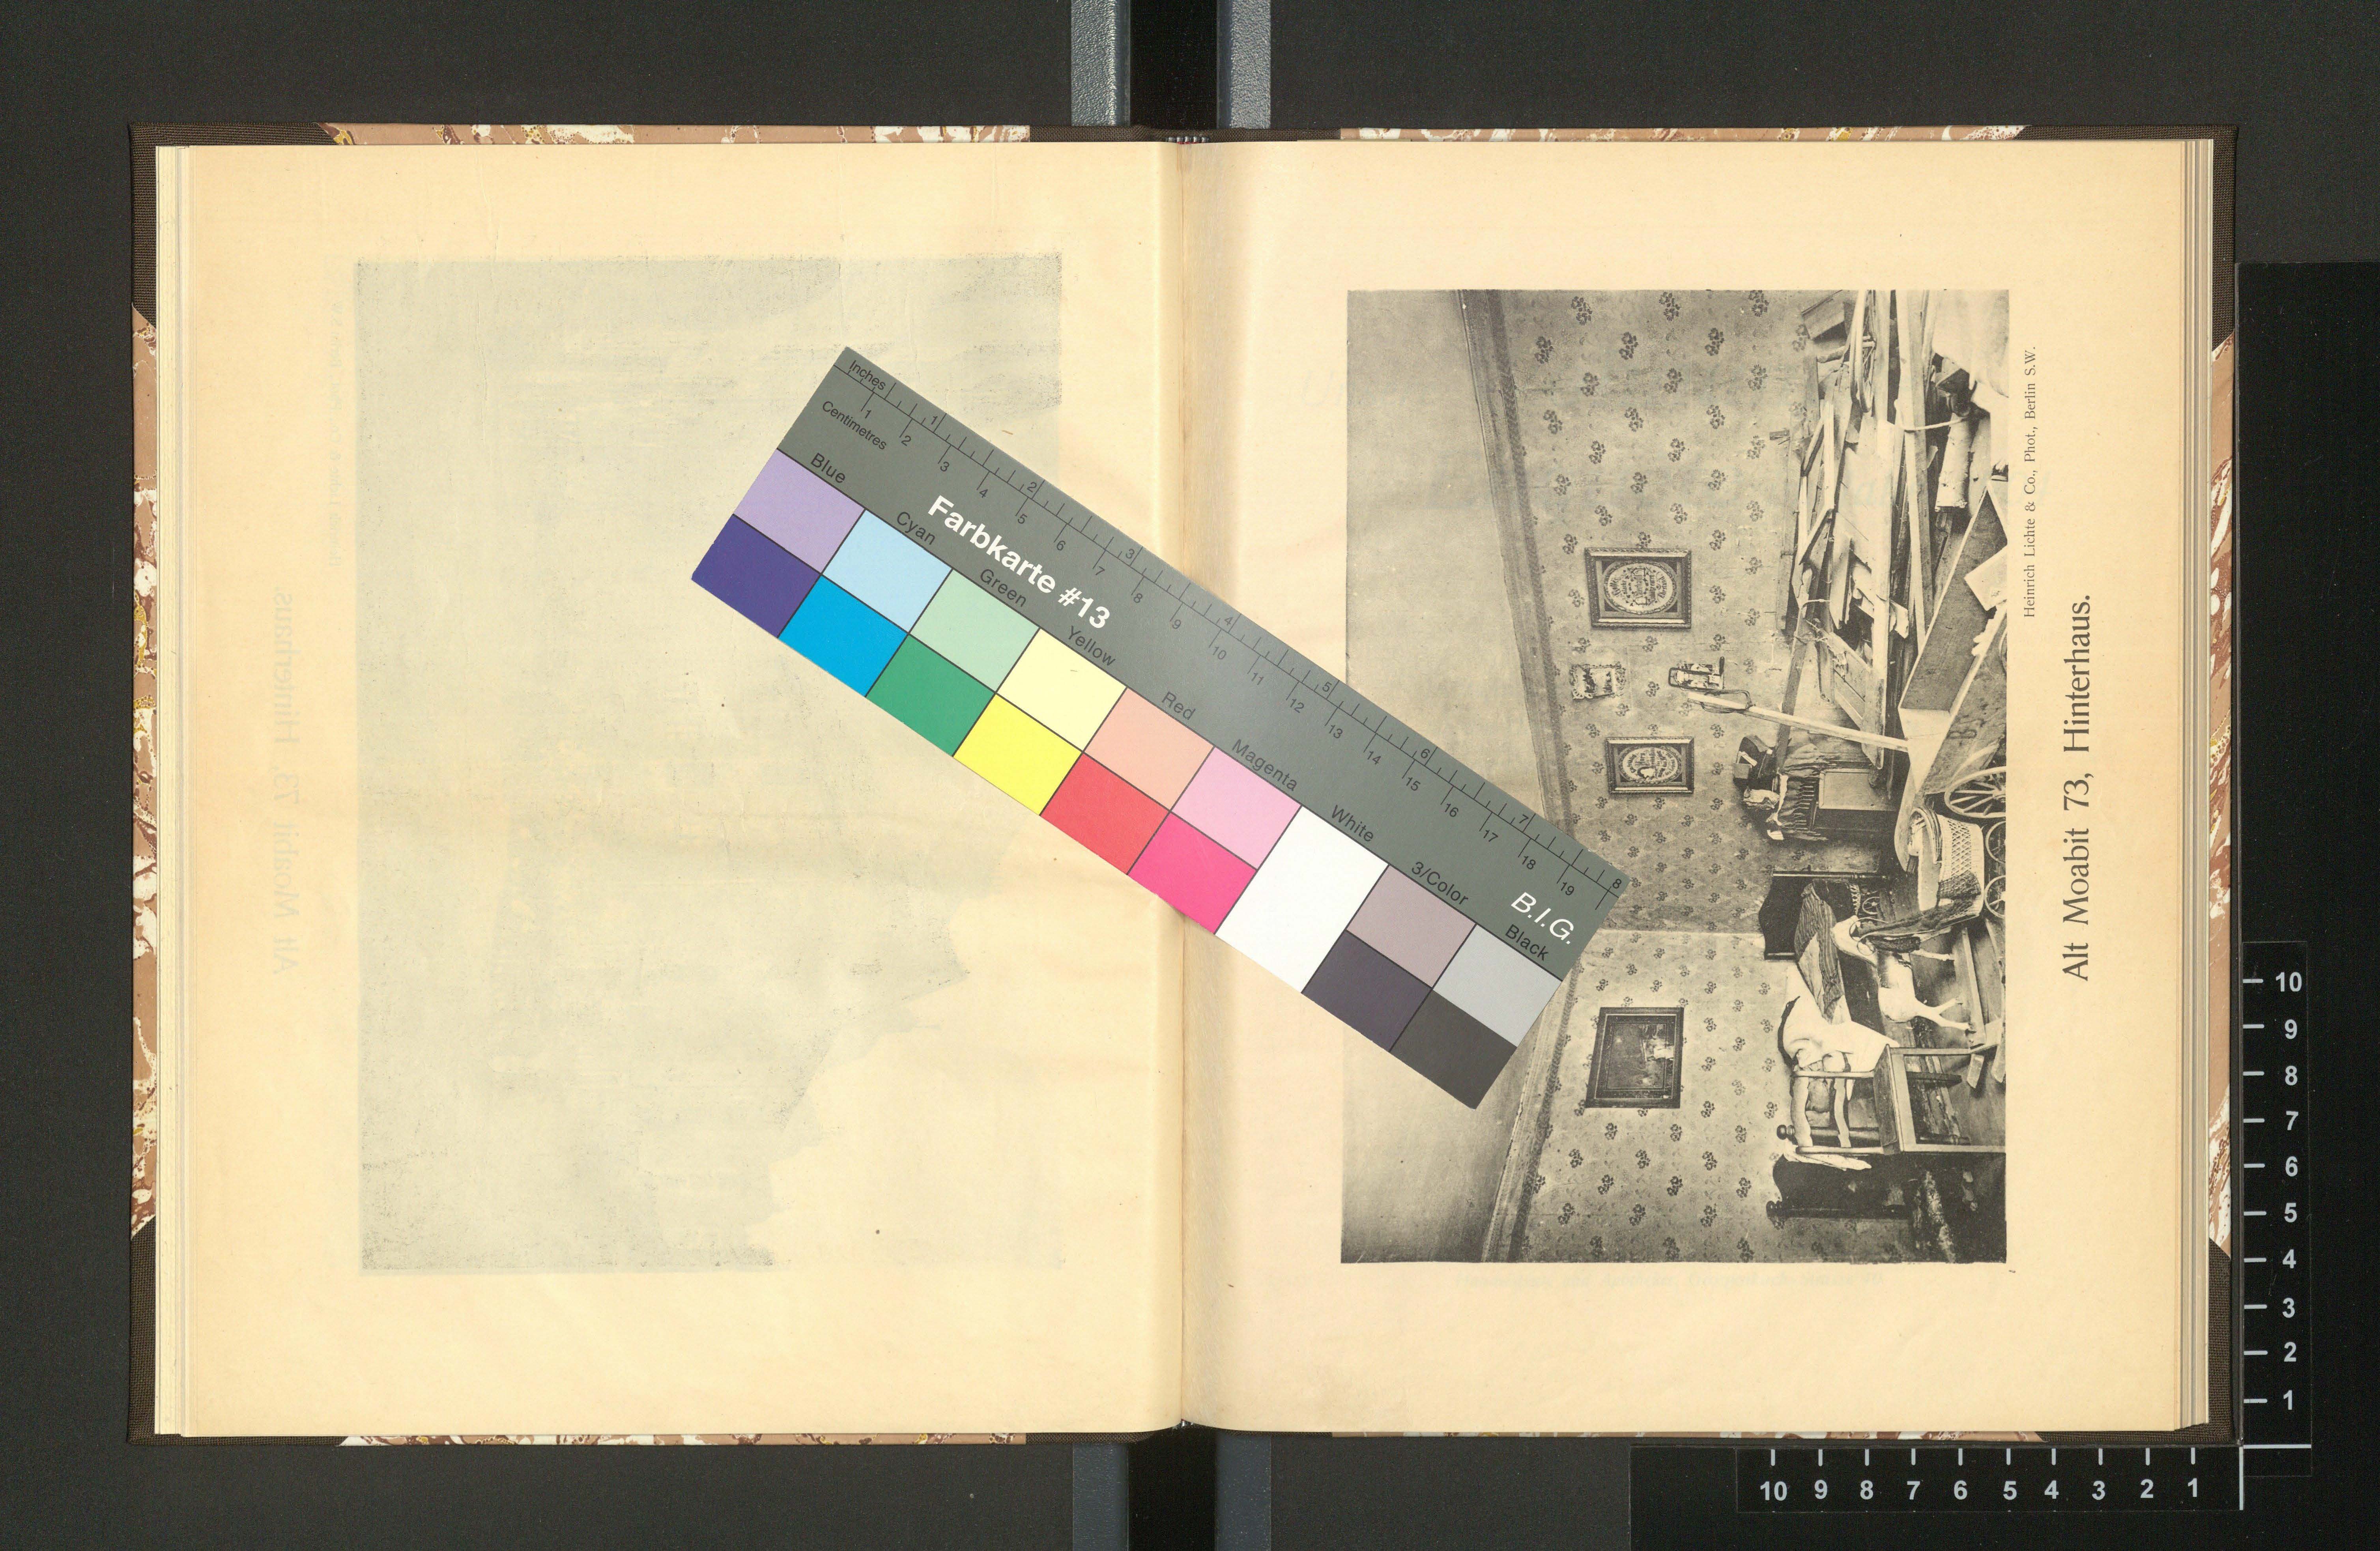 Inches
1 2 3 4 5 6 7 8
Centimetres
1 2 3 4 5 6 7 8 9 10 11 12 13 14 15 16 17 18 19
Farbkarte #13
B.I.G.
Blue
Cyan
Green
Yellow
Red
Magenta
White
3/Color
Black
Heinrich Lichte & Co., Phot., Berlin S.W.
Alt Moabit 73, Hinterhaus.
10
9
8
7
6
5
4
3
2
1
10 9 8 7 6 5 4 3 2 1